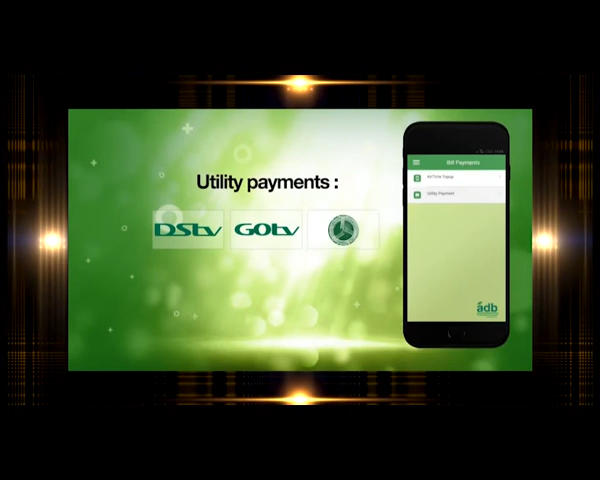 Utility payments :
DStv
GOtv
Bill Payments
AirTime Topup
Utility Payment
adb